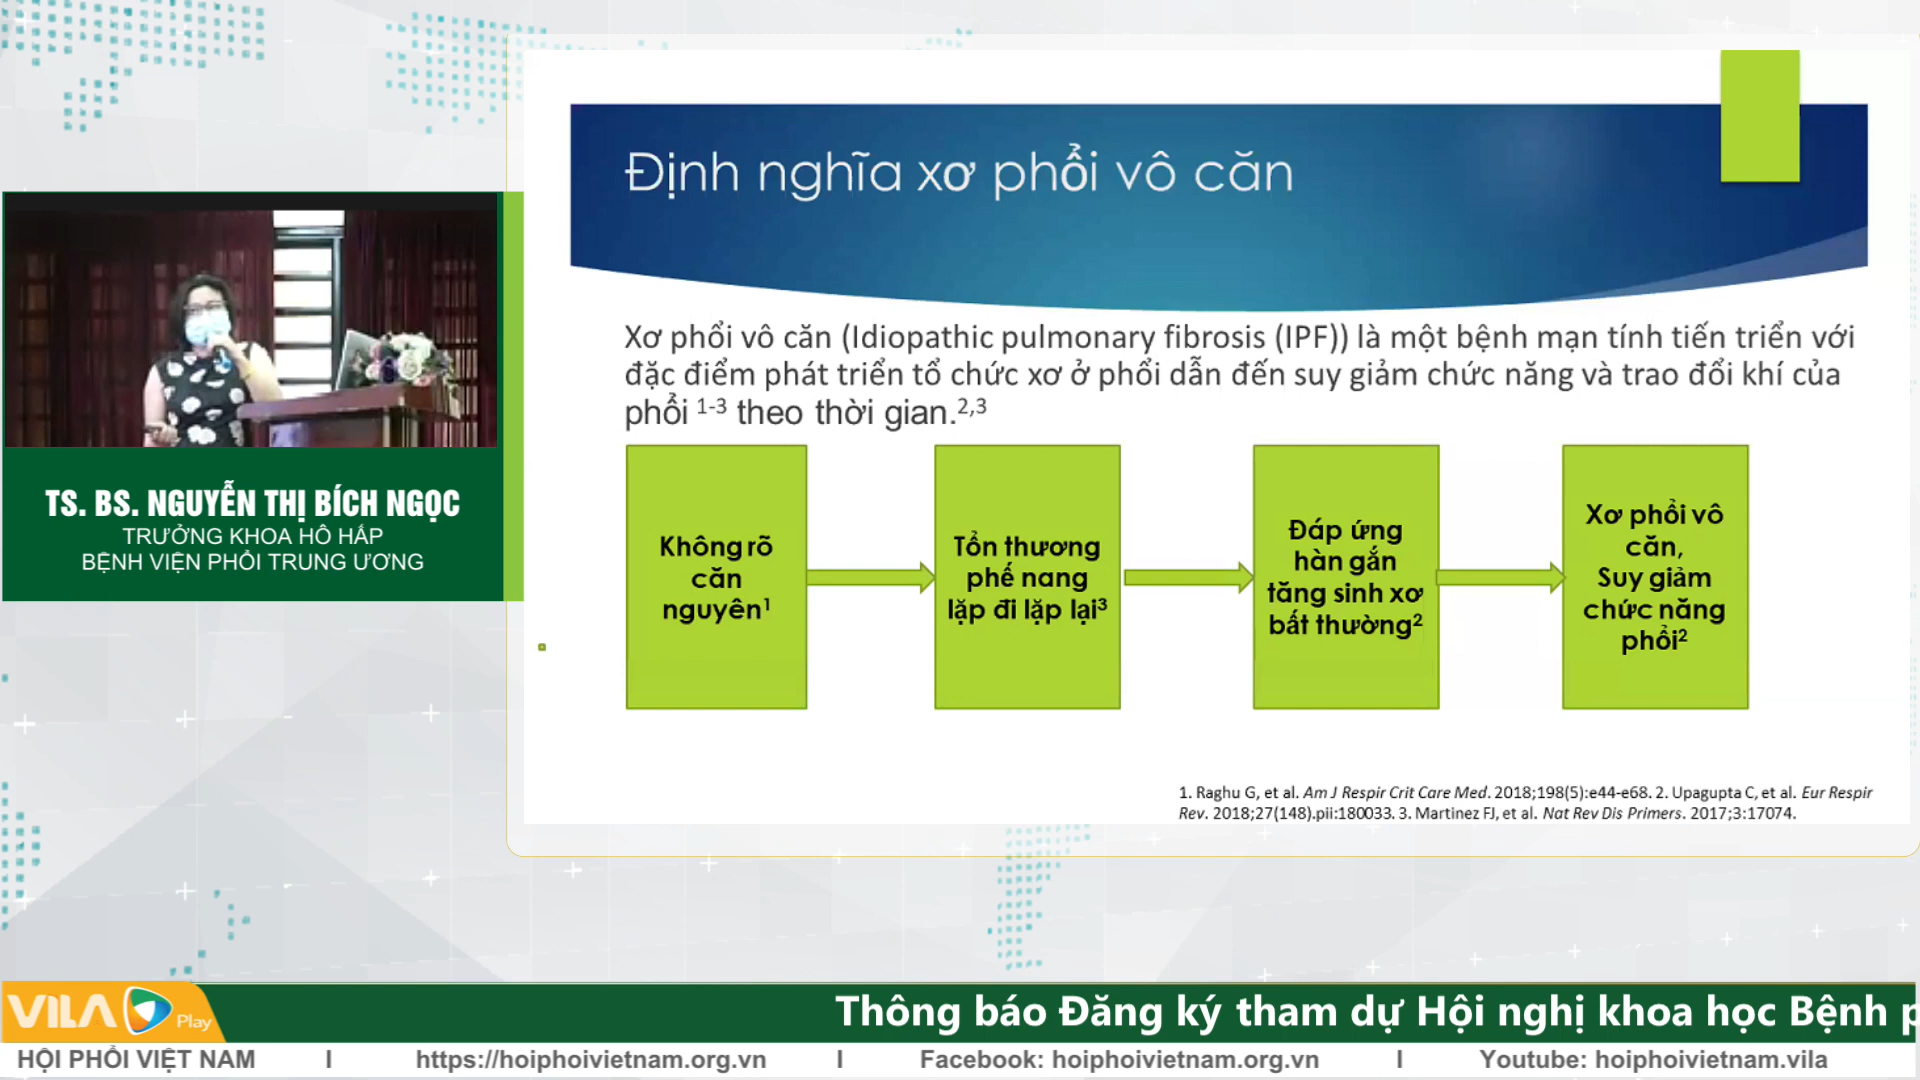 Định nghĩa xơ phổi vô căn
Xơ phổi vô căn (Idiopathic pulmonary fibrosis (IPF)) là một bệnh mạn tính tiến triển với
đặc điểm phát triển tổ chức xơ ở phổi dẫn đến suy giảm chức năng và trao đổi khí của
phổi 1-3 theo thời gian.2,3
Không rõ
căn
nguyên1
Tổn thương
phế nang
lặp đi lặp lại3
Đáp ứng
hàn gắn
tăng sinh xơ
bất thường2
Xơ phổi vô
căn,
Suy giảm
chức năng
phổi2
1. Raghu G, et al. Am J Respir Crit Care Med. 2018;198(5):e44-e68. 2. Upagupta C, et al. Eur Respir
Rev. 2018;27(148).pii:180033. 3. Martinez FJ, et al. Nat Rev Dis Primers. 2017;3:17074.
TS. BS. NGUYỄN THỊ BÍCH NGỌC
TRƯỞNG KHOA HÔ HẤP
BỆNH VIỆN PHỔI TRUNG ƯƠNG
VILA Play
Thông báo Đăng ký tham dự Hội nghị khoa học Bệnh p
HỘI PHỔI VIỆT NAM I https://hoiphoivietnam.org.vn I Facebook: hoiphoivietnam.org.vn I Youtube: hoiphoivietnam.vila